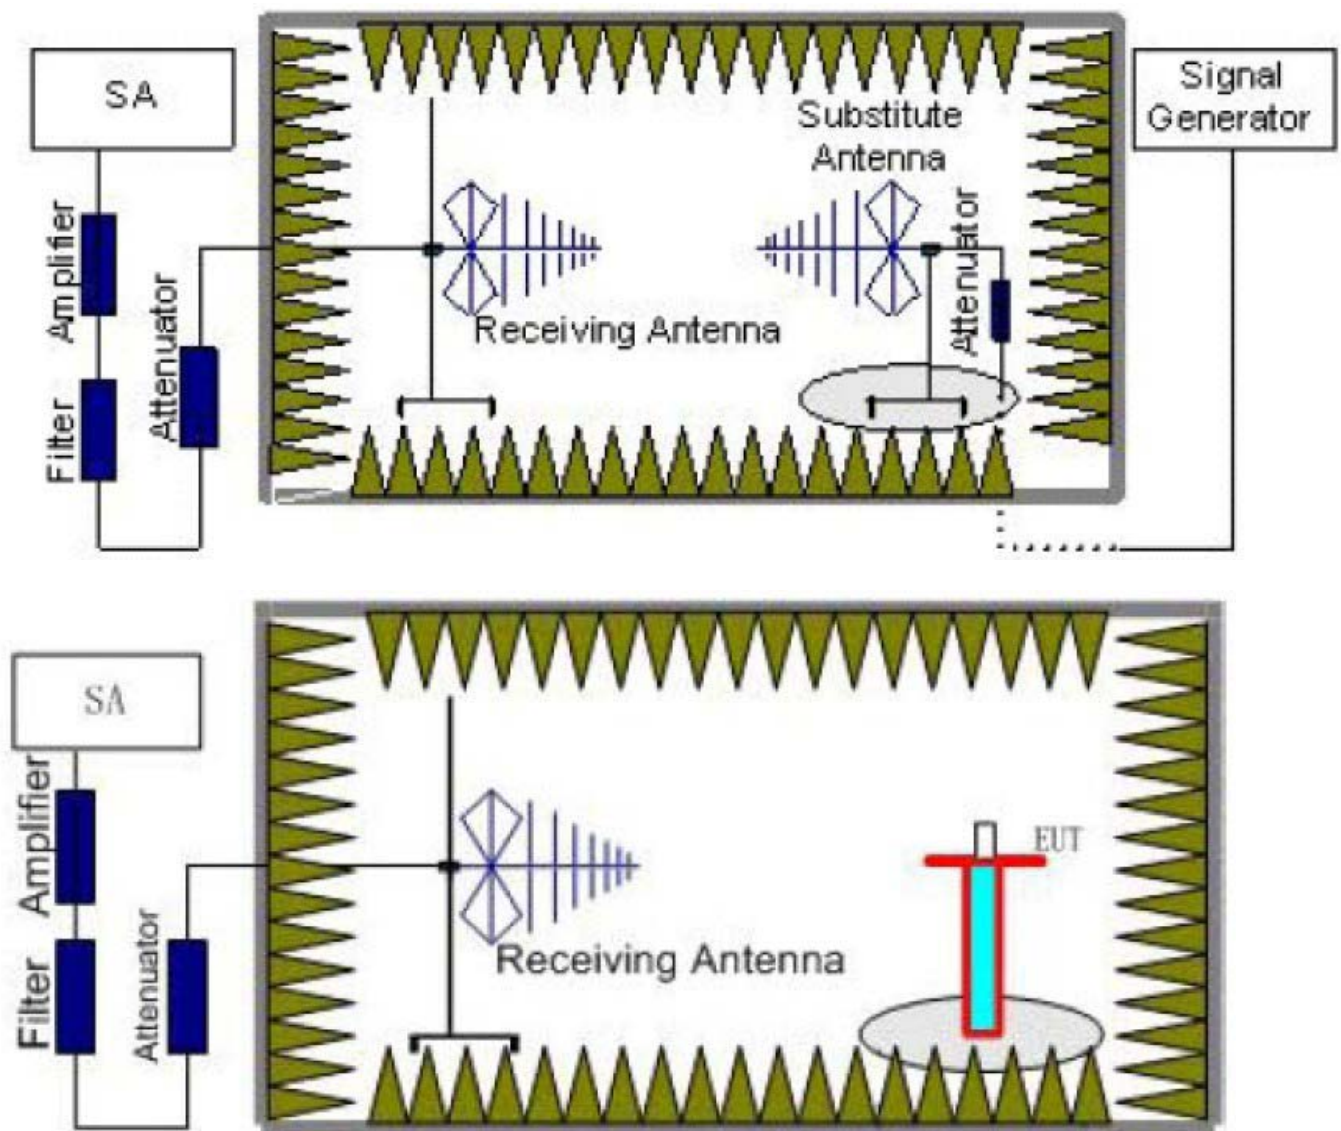 SA
Signal
Generator
Substitute
Antenna
Amplifier
Attenuator
Attenuator
Filter
Receiving Antenna
SA
Amplifier
EUT
Attenuator
Filter
Receiving Antenna